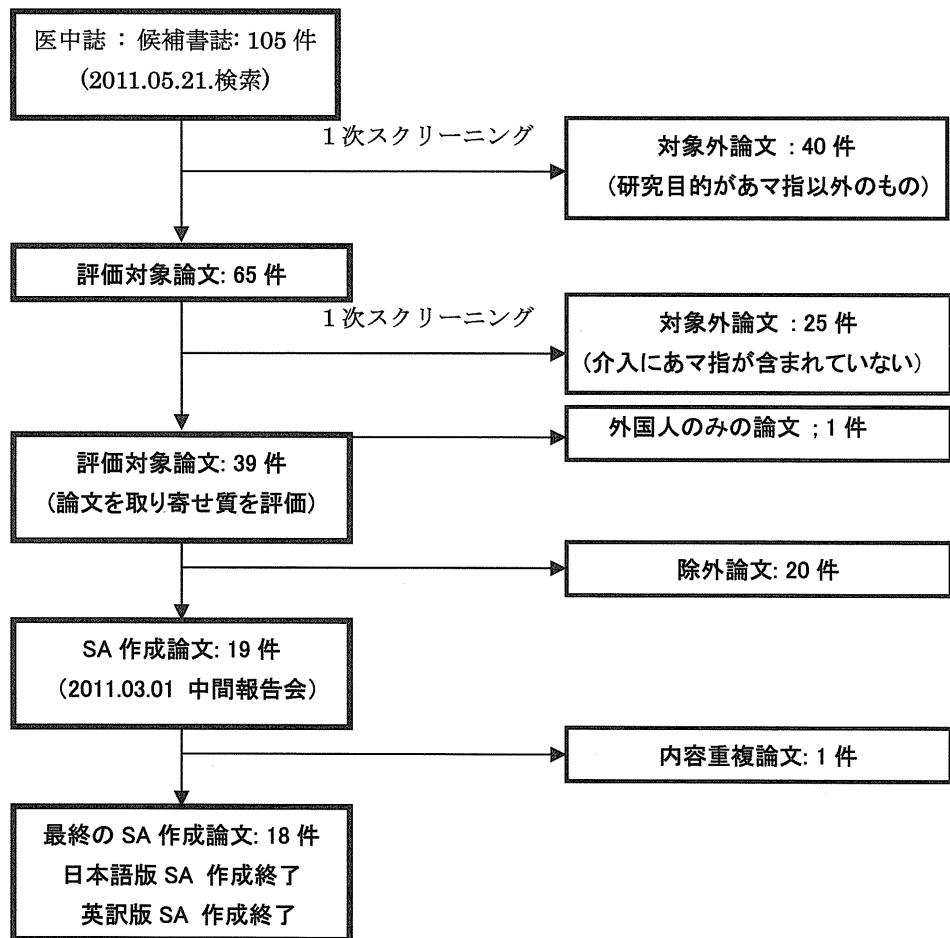 医中誌 : 候補書誌: 105 件
(2011.05.21.検索)
1 次スクリーニング
対象外論文 : 40 件
(研究目的があマ指以外のもの)
評価対象論文: 65 件
1 次スクリーニング
対象外論文 : 25 件
(介入にあマ指が含まれていない)
外国人のみの論文 ; 1 件
評価対象論文: 39 件
(論文を取り寄せ質を評価)
除外論文: 20 件
SA 作成論文: 19 件
(2011.03.01 中間報告会)
内容重複論文: 1 件
最終の SA 作成論文: 18 件
日本語版 SA 作成終了
英訳版 SA 作成終了